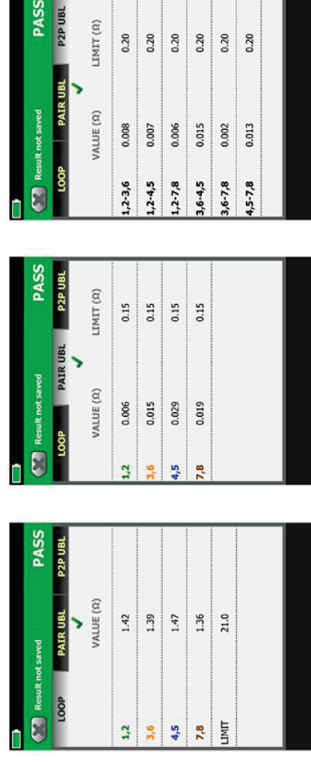 Result not saved PASS
LOOP PAIR UBL P2P UBL
VALUE (Ω)
1,2 1.42
3,6 1.39
4,5 1.47
7,8 1.36
LIMIT 21.0
Result not saved PASS
LOOP PAIR UBL P2P UBL
VALUE (Ω) LIMIT (Ω)
1,2 0.006 0.15
3,6 0.015 0.15
4,5 0.029 0.15
7,8 0.019 0.15
Result not saved PASS
LOOP PAIR UBL P2P UBL
VALUE (Ω) LIMIT (Ω)
1,2-3,6 0.008 0.20
1,2-4,5 0.007 0.20
1,2-7,8 0.006 0.20
3,6-4,5 0.015 0.20
3,6-7,8 0.002 0.20
4,5-7,8 0.013 0.20